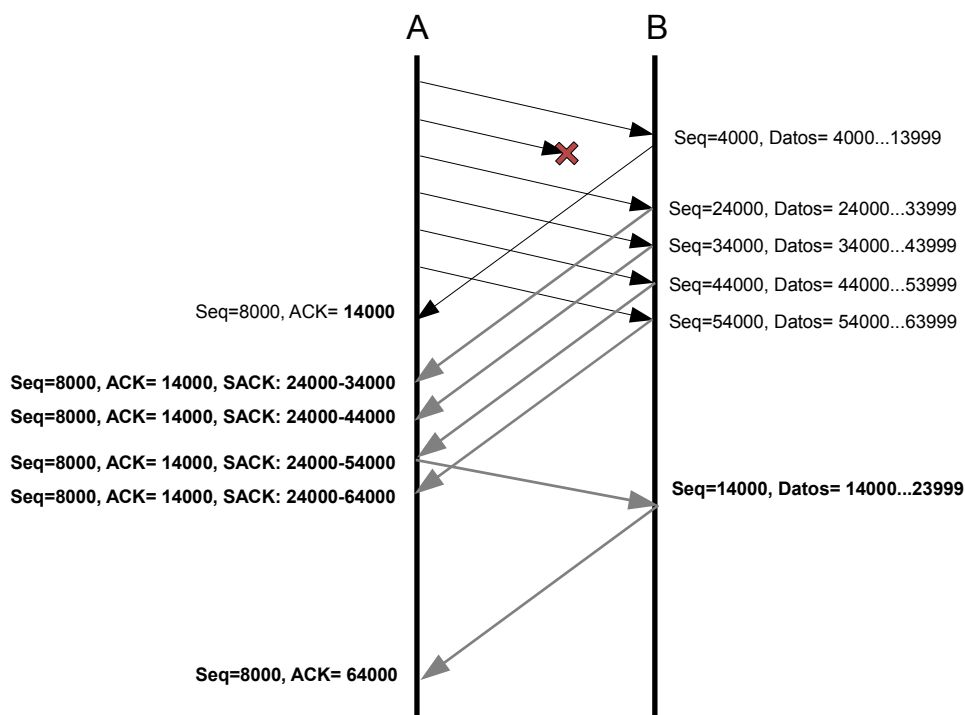 A
B
Seq=4000, Datos= 4000...13999
Seq=24000, Datos= 24000...33999
Seq=34000, Datos= 34000...43999
Seq=44000, Datos= 44000...53999
Seq=8000, ACK= 14000
Seq=54000, Datos= 54000...63999
Seq=8000, ACK= 14000, SACK: 24000-34000
Seq=8000, ACK= 14000, SACK: 24000-44000
Seq=8000, ACK= 14000, SACK: 24000-54000
Seq=8000, ACK= 14000, SACK: 24000-64000
Seq=14000, Datos= 14000...23999
Seq=8000, ACK= 64000